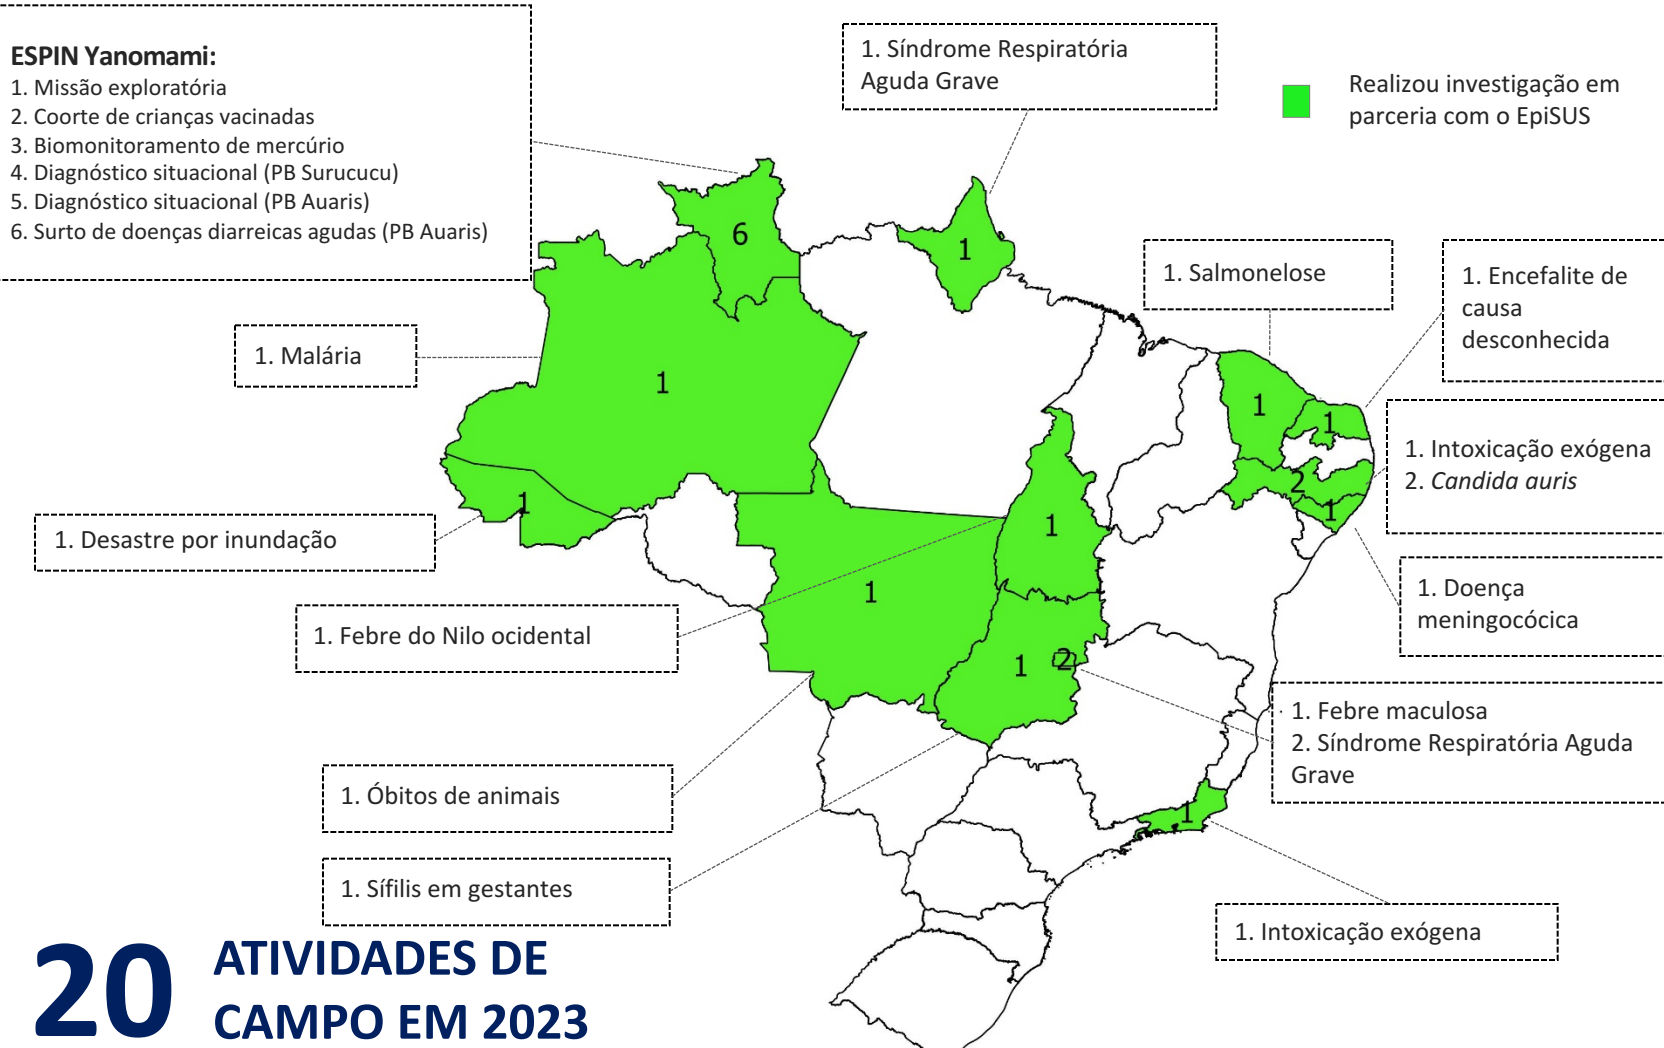 ESPIN Yanomami:
1. Missão exploratória
2. Coorte de crianças vacinadas
3. Biomonitoramento de mercúrio
4. Diagnóstico situacional (PB Surucucu)
5. Diagnóstico situacional (PB Auaris)
6. Surto de doenças diarreicas agudas (PB Auaris)
1. Síndrome Respiratória
Aguda Grave
Realizou investigação em
parceria com o EpiSUS
6
1
1. Salmonelose
1. Encefalite de
causa
desconhecida
1. Malária
1
1
1
1. Intoxicação exógena
2. Candida auris
2
1
1
1. Desastre por inundação
1
1
1. Febre do Nilo ocidental
1. Doença
meningocócica
1
2
1. Febre maculosa
2. Síndrome Respiratória Aguda
Grave
1. Óbitos de animais
1
1. Sífilis em gestantes
1. Intoxicação exógena
20
ATIVIDADES DE
CAMPO EM 2023